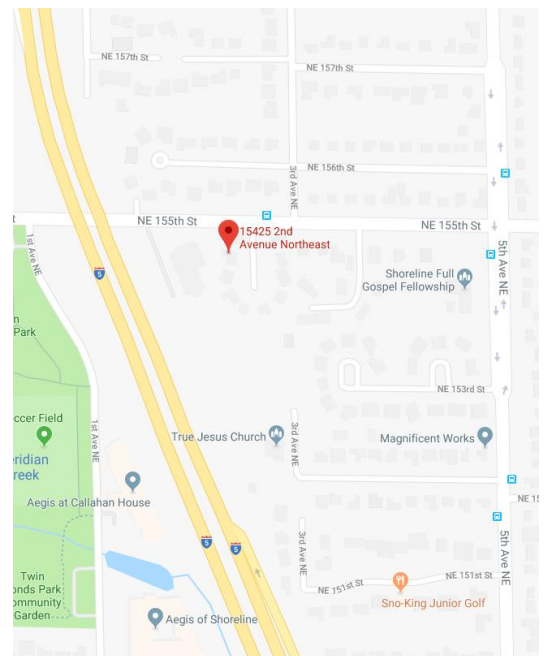 NE 157th St
NE 157th St
3rd Ave NE
NE 156th St
NE 155th St
NE 155th St
15425 2nd
Avenue Northeast
1st Ave NE
5
5th Ave NE
Shoreline Full
Gospel Fellowship
Park
NE 153rd St
ccer Field
1st Ave NE
True Jesus Church
3rd Ave NE
Magnificent Works
eridian
reek
Aegis at Callahan House
NE 15
5
5
3rd Ave NE
5th Ave NE
Twin
onds Park
ommunity
Garden
NE 151st St
NE 151st St
Sno-King Junior Golf
Aegis of Shoreline